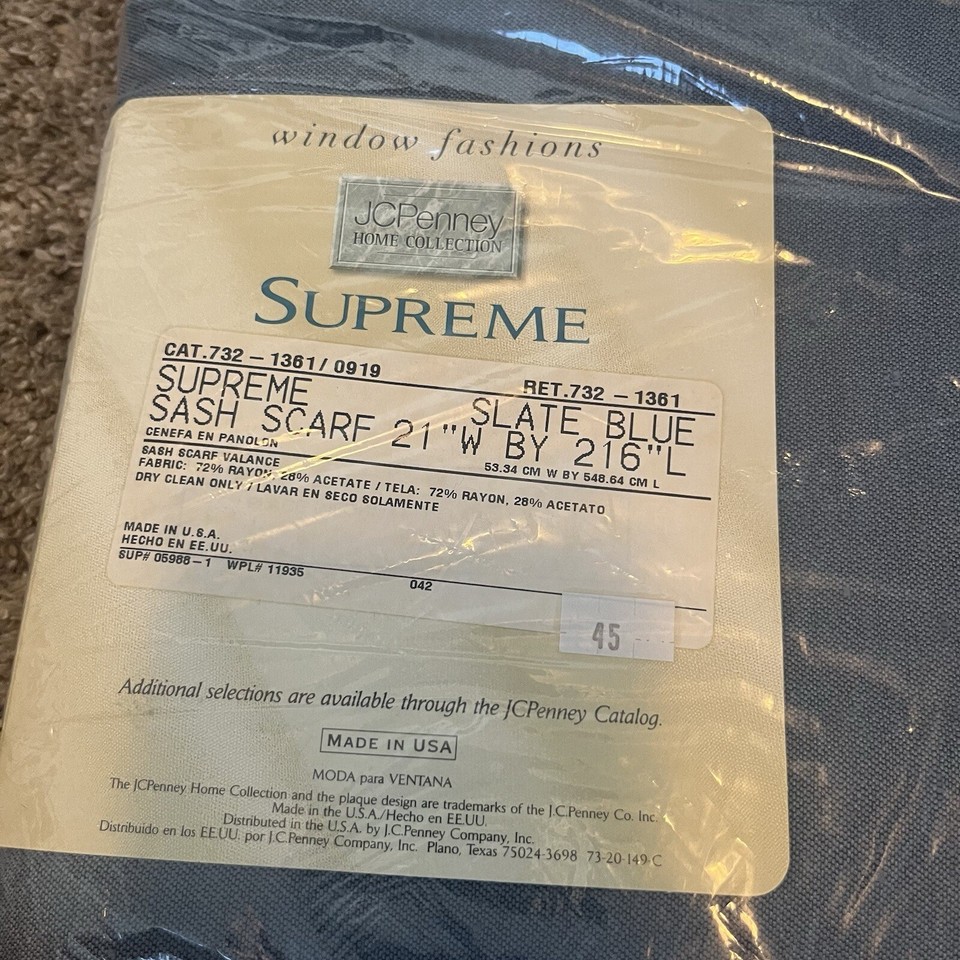 window fashions
JCPenney
HOME COLLECTION
SUPREME
CAT.732 – 1361/ 0919 RET.732 – 1361
SUPREME SLATE BLUE
SASH SCARF 21"W BY 216"L
CENEFA EN PANOLON 53.34 CM W BY 548.64 CM L
SASH SCARF VALANCE
FABRIC: 72% RAYON, 28% ACETATE / TELA: 72% RAYON, 28% ACETATO
DRY CLEAN ONLY / LAVAR EN SECO SOLAMENTE
MADE IN U.S.A.
HECHO EN EE.UU.
SUP# 05988–1 WPL# 11935 042
45
Additional selections are available through the JCPenney Catalog.
MADE IN USA
MODA para VENTANA
The JCPenney Home Collection and the plaque design are trademarks of the J.C.Penney Co. Inc.
Made in the U.S.A./Hecho en EE.UU.
Distributed in the U.S.A. by J.C.Penney Company, Inc.
Distribuido en los EE.UU. por J.C.Penney Company, Inc. Plano, Texas 75024-3698 73-20-149-C